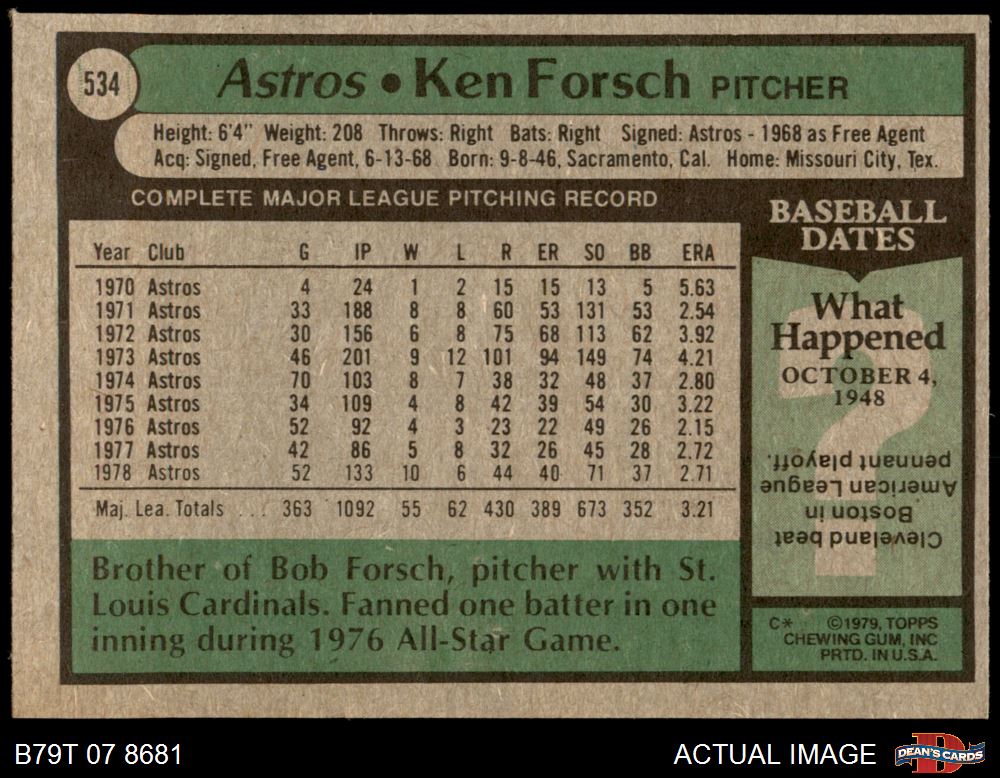 534
Astros • Ken Forsch PITCHER
Height: 6'4" Weight: 208 Throws: Right Bats: Right Signed: Astros - 1968 as Free Agent
Acq: Signed, Free Agent, 6-13-68 Born: 9-8-46, Sacramento, Cal. Home: Missouri City, Tex.
COMPLETE MAJOR LEAGUE PITCHING RECORD
Year Club G IP W L R ER SO BB ERA
1970 Astros 4 24 1 2 15 15 13 5 5.63
1971 Astros 33 188 8 8 60 53 131 53 2.54
1972 Astros 30 156 6 8 75 68 113 62 3.92
1973 Astros 46 201 9 12 101 94 149 74 4.21
1974 Astros 70 103 8 7 38 32 48 37 2.80
1975 Astros 34 109 4 8 42 39 54 30 3.22
1976 Astros 52 92 4 3 23 22 49 26 2.15
1977 Astros 42 86 5 8 32 26 45 28 2.72
1978 Astros 52 133 10 6 44 40 71 37 2.71
Maj. Lea. Totals ... 363 1092 55 62 430 389 673 352 3.21
Brother of Bob Forsch, pitcher with St.
Louis Cardinals. Fanned one batter in one
inning during 1976 All-Star Game.
BASEBALL
DATES
What
Happened
OCTOBER 4,
1948
?
Cleveland beat
Boston in
American League
pennant playoff.
C* ©1979, TOPPS
CHEWING GUM, INC
PRTD. IN U.S.A.
B79T 07 8681
ACTUAL IMAGE
D
DEAN'S CARDS